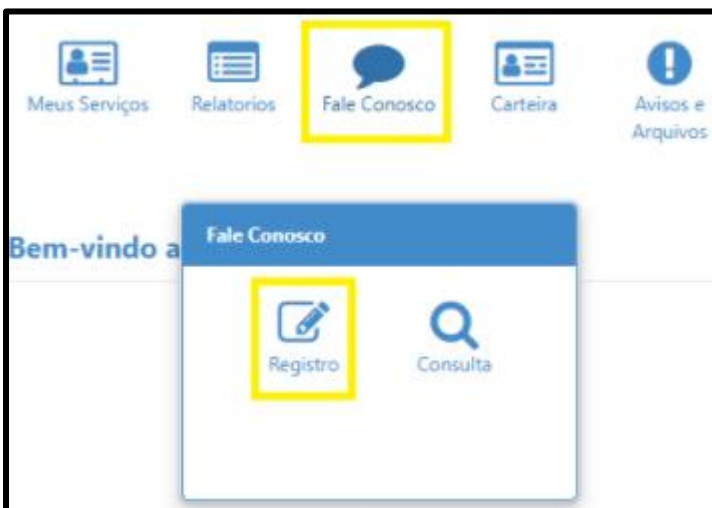 Meus Serviços
Relatorios
Fale Conosco
Carteira
Avisos e
Arquivos
Bem-vindo a
Fale Conosco
Registro
Consulta